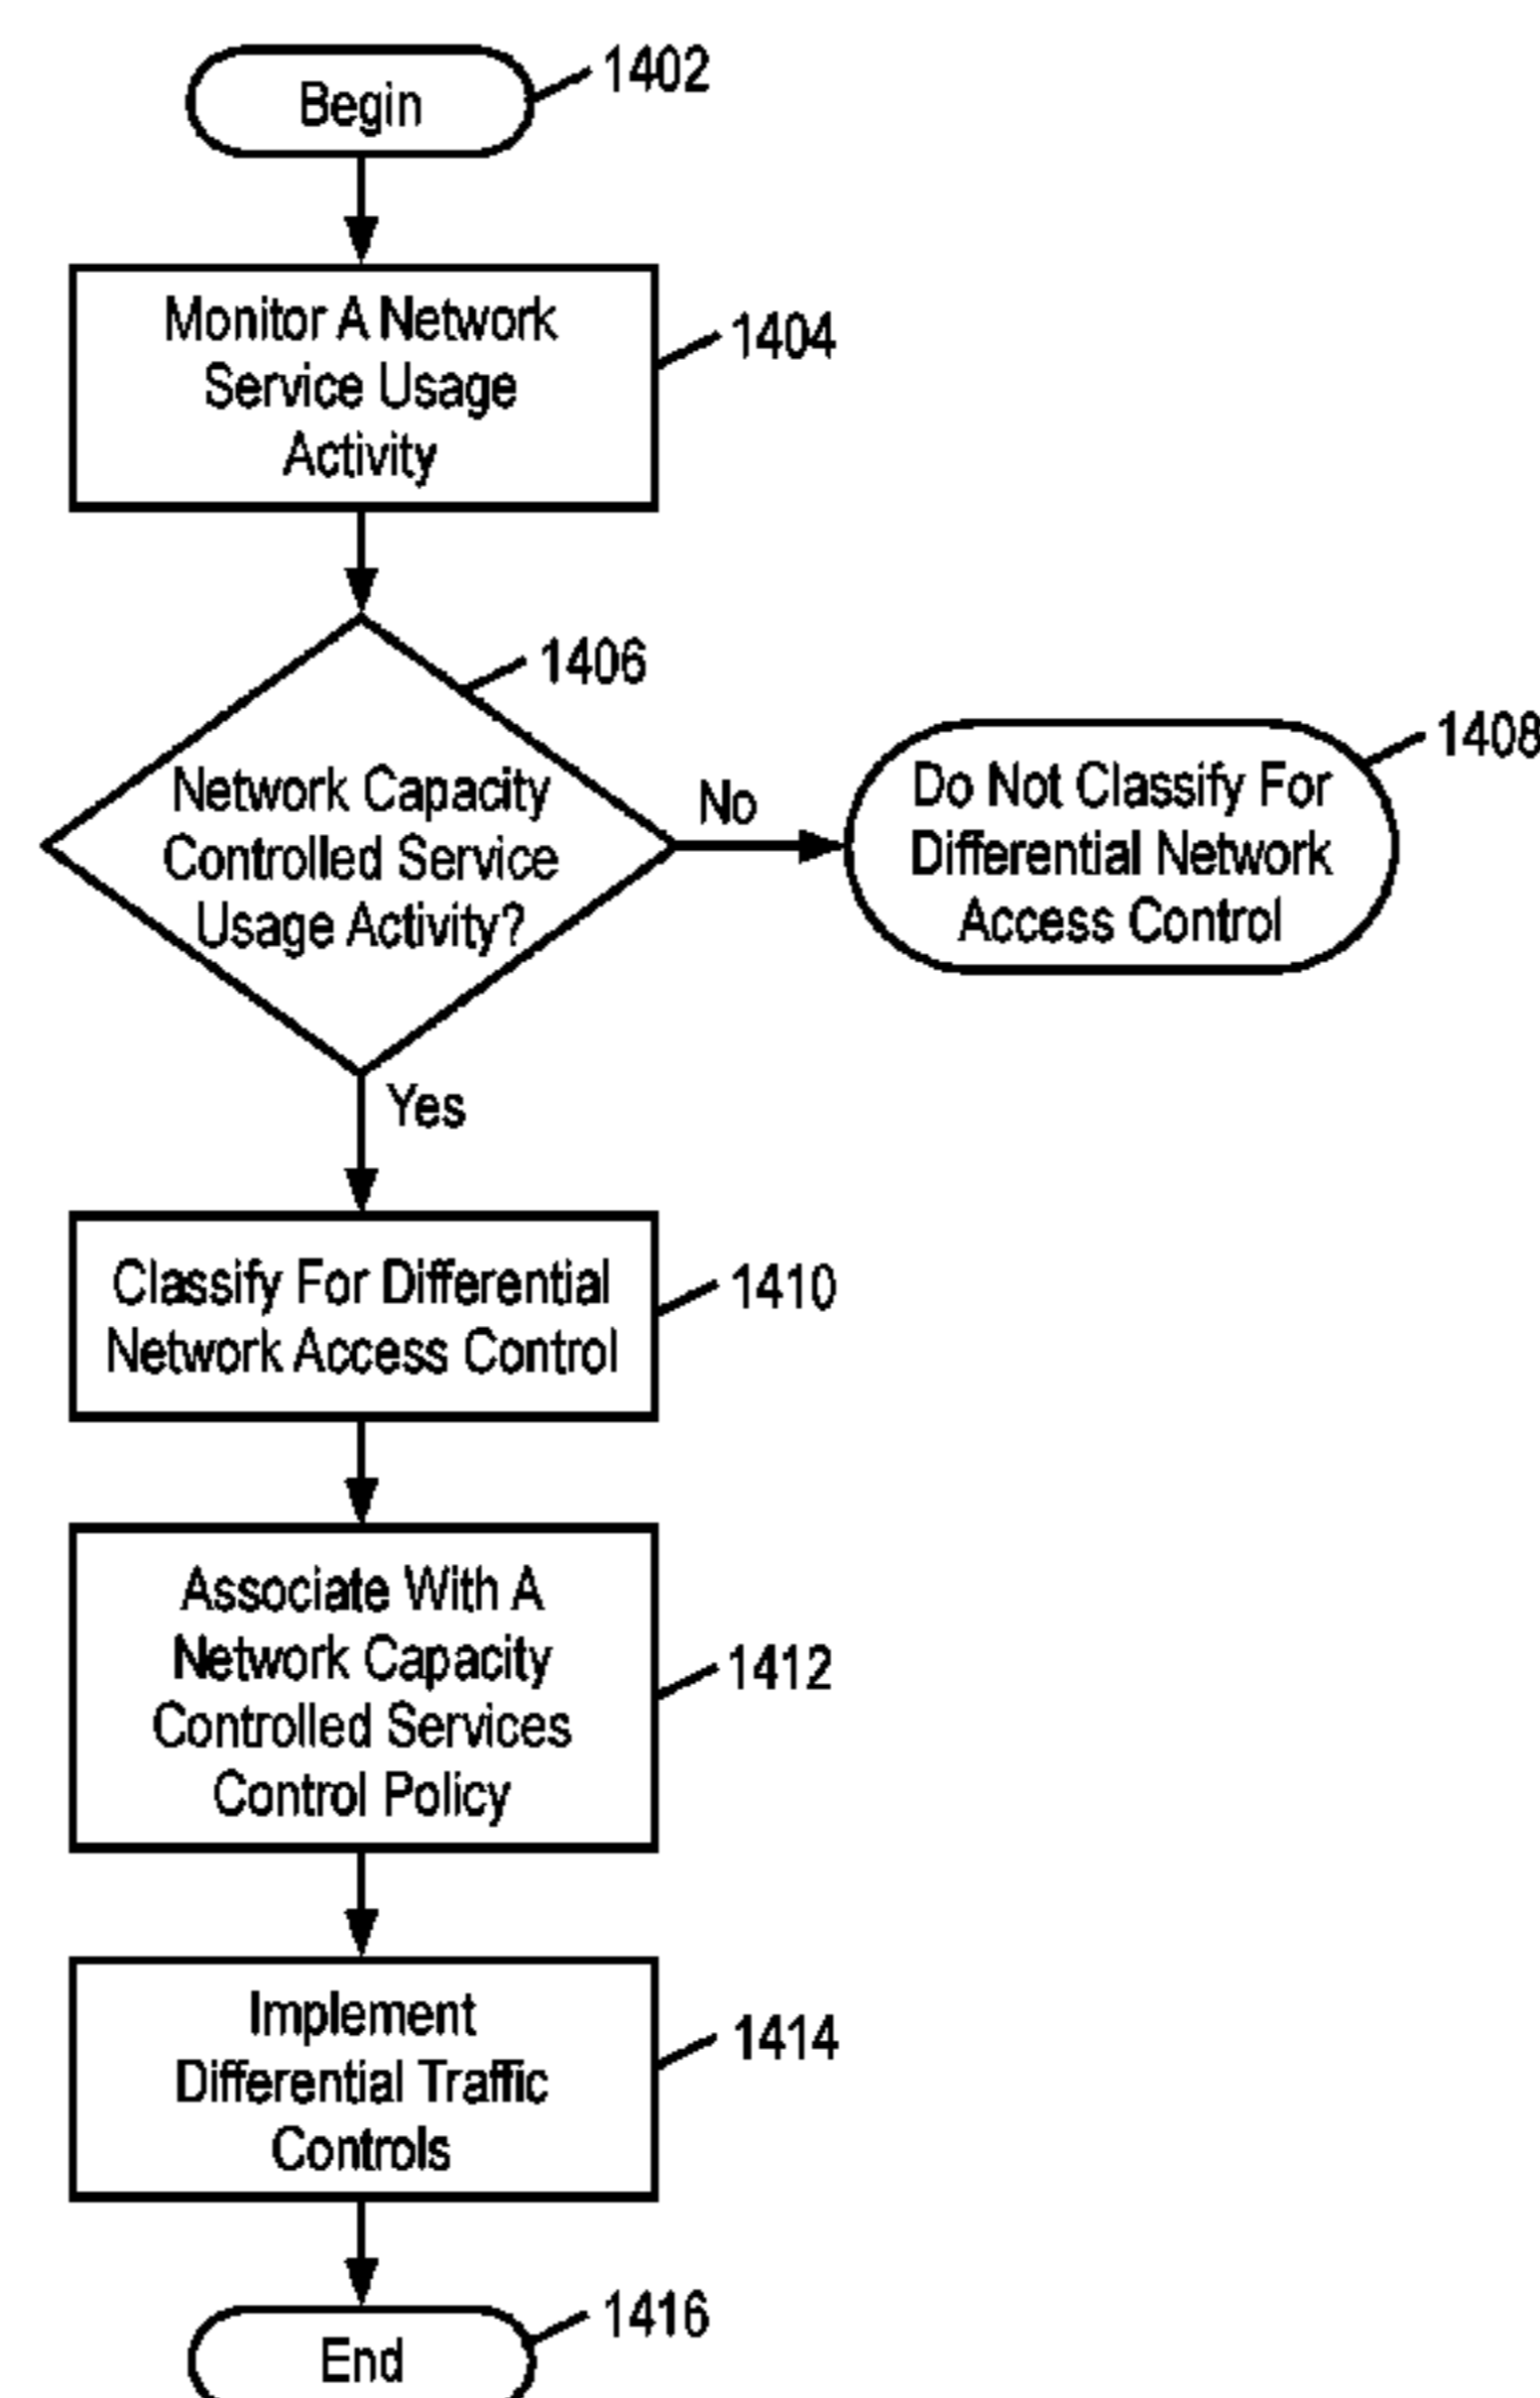 Begin
1402
Monitor A Network
Service Usage
Activity
1404
1406
Network Capacity
Controlled Service
Usage Activity?
No
1408
Do Not Classify For
Differential Network
Access Control
Yes
Classify For Differential
Network Access Control
1410
Associate With A
Network Capacity
Controlled Services
Control Policy
1412
Implement
Differential Traffic
Controls
1414
End
1416